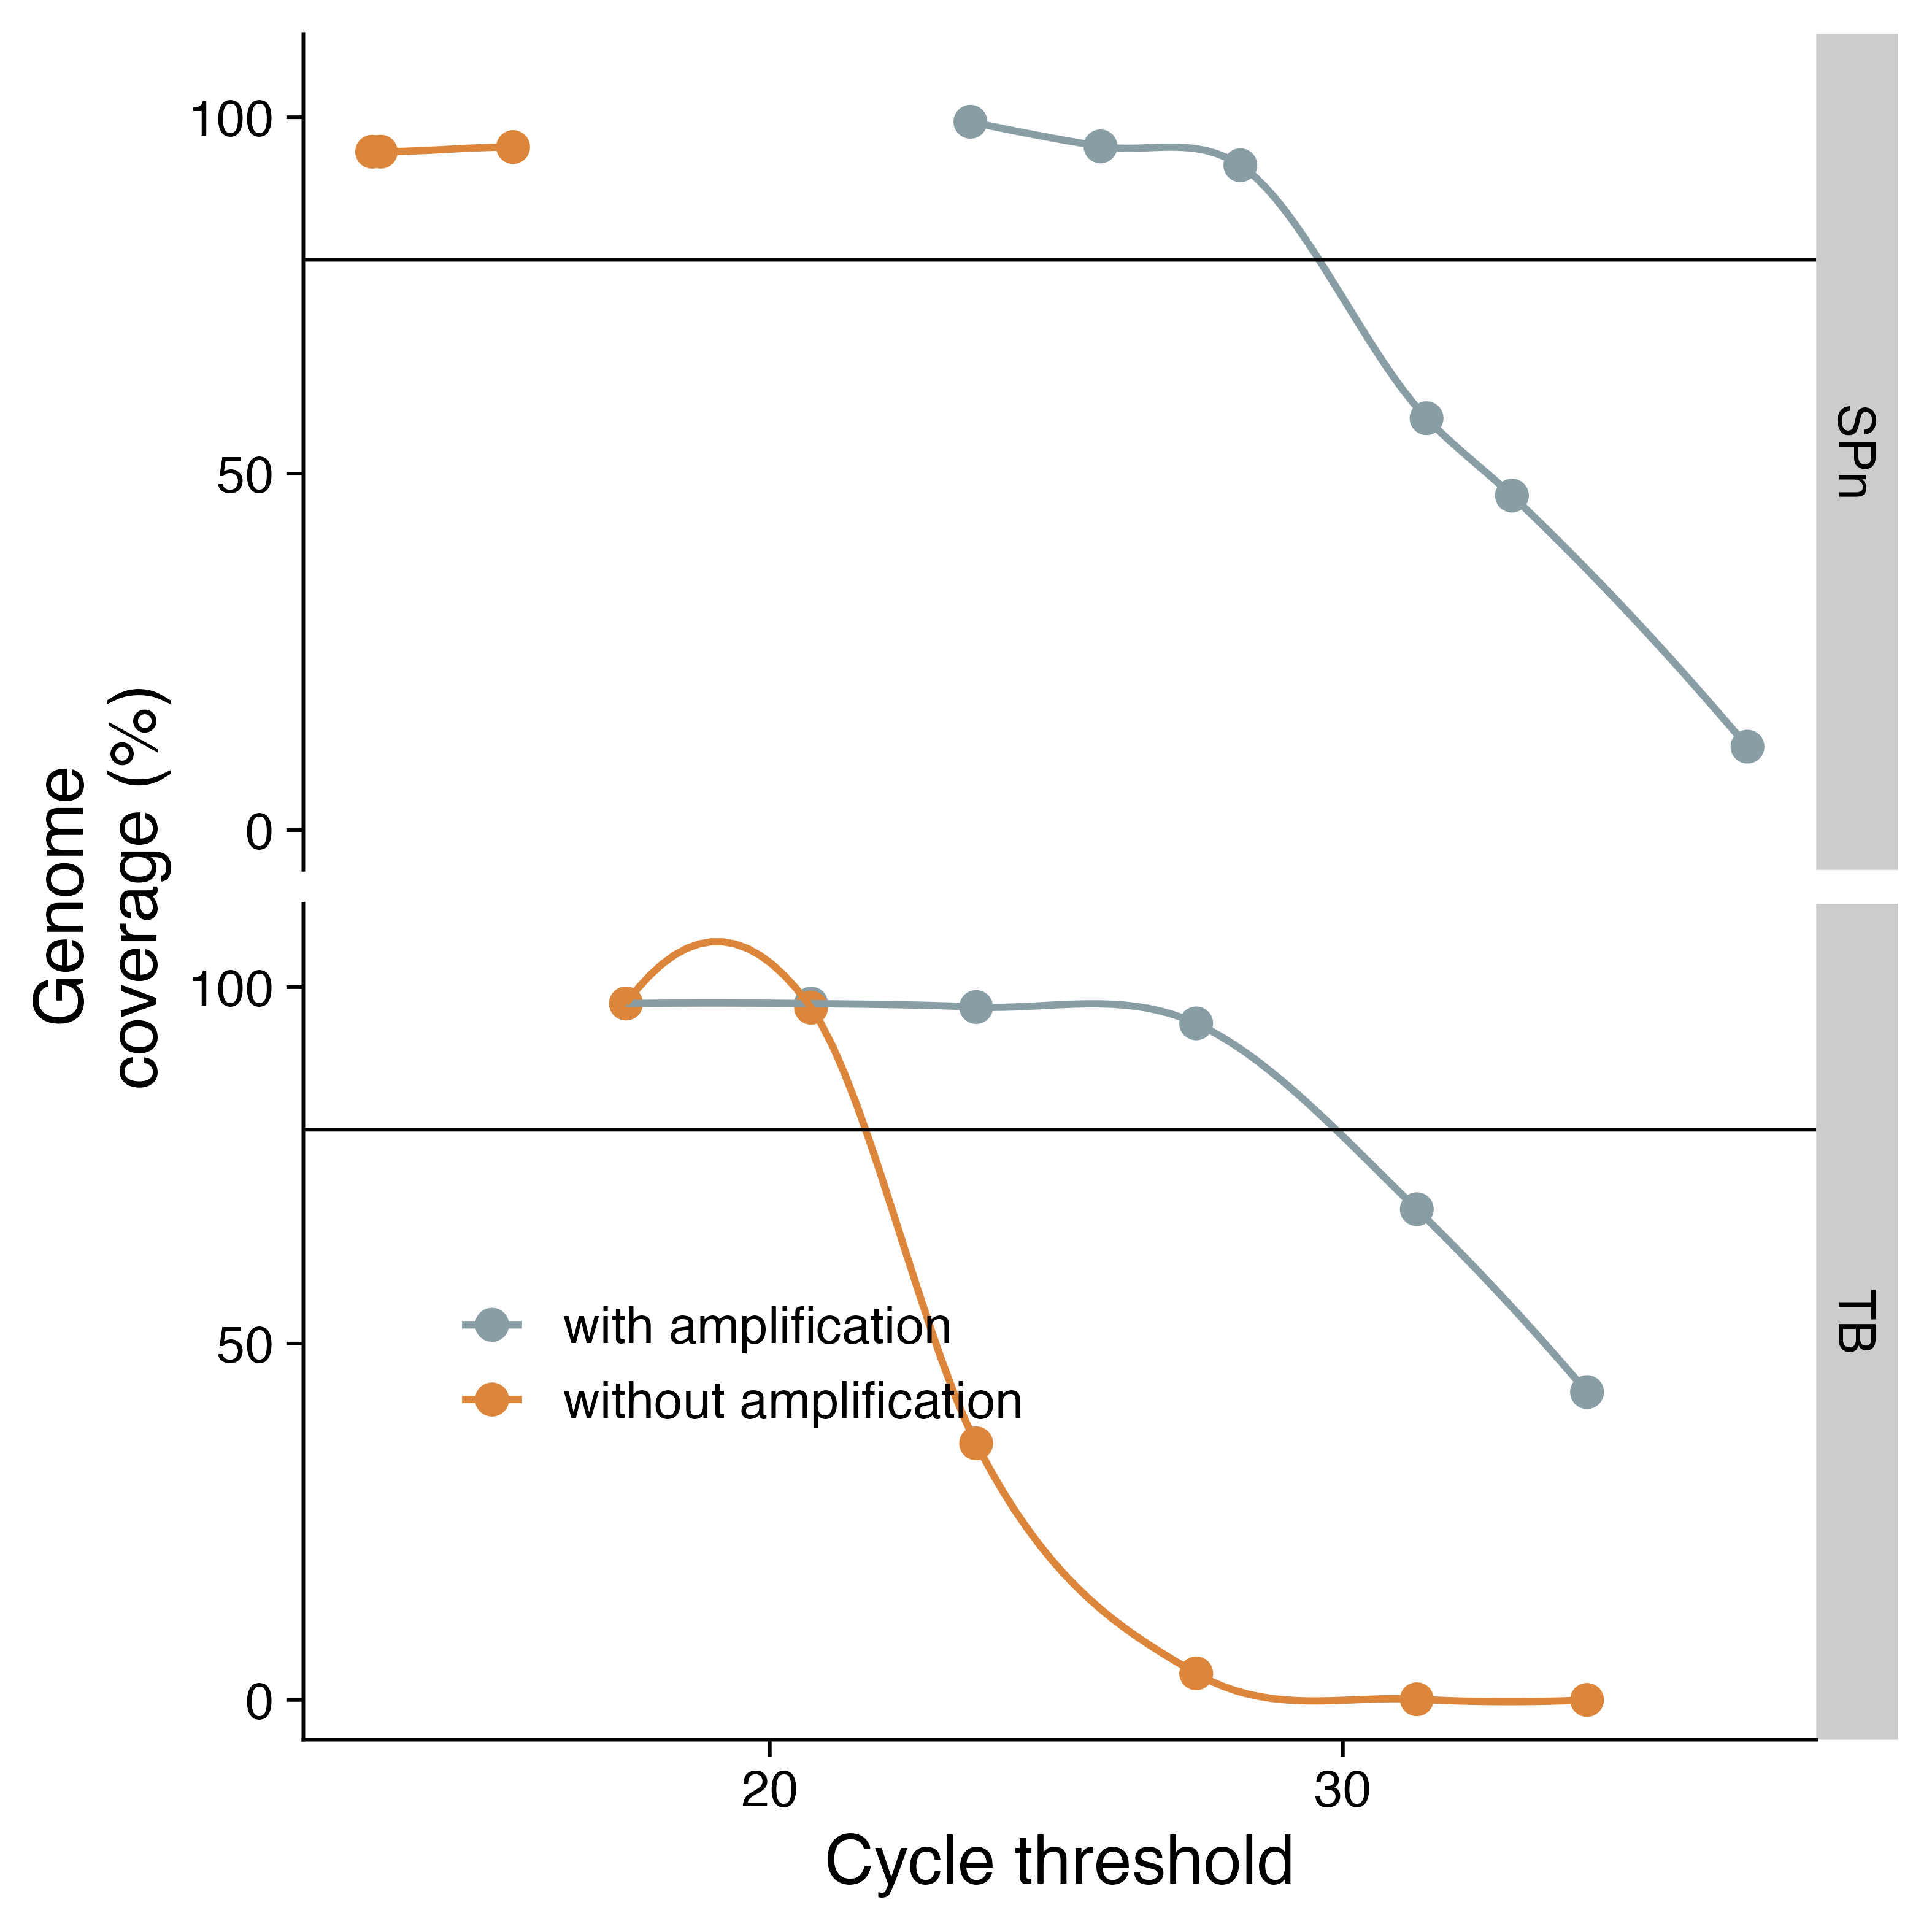 Genome
coverage (%)
100
50
0
SPn
100
50
0
TB
with amplification
without amplification
20
30
Cycle threshold